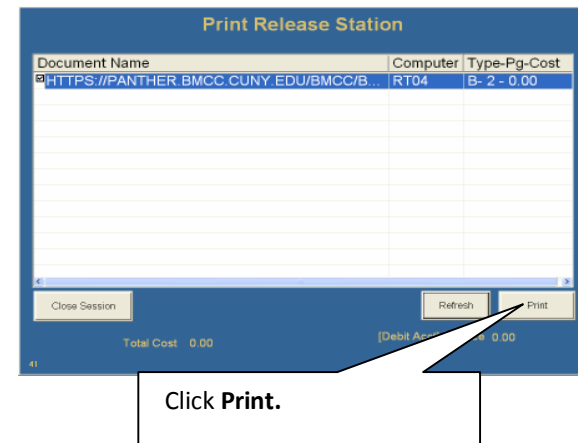 Print Release Station
Document Name Computer Type-Pg-Cost
HTTPS://PANTHER.BMCC.CUNY.EDU/BMCC/B... RT04 B- 2 - 0.00
Close Session Refresh Print
Total Cost 0.00 [Debit 0.00
41
Click Print.